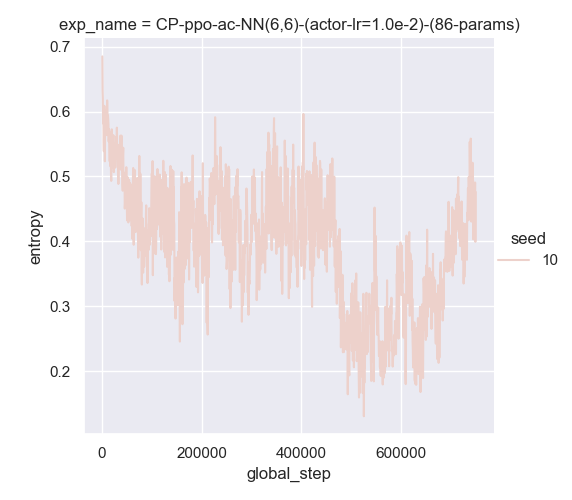 exp_name = CP-ppo-ac-NN(6,6)-(actor-lr=1.0e-2)-(86-params)
0.7
0.6
0.5
0.4
0.3
0.2
entropy
0
200000
400000
600000
global_step
seed
10